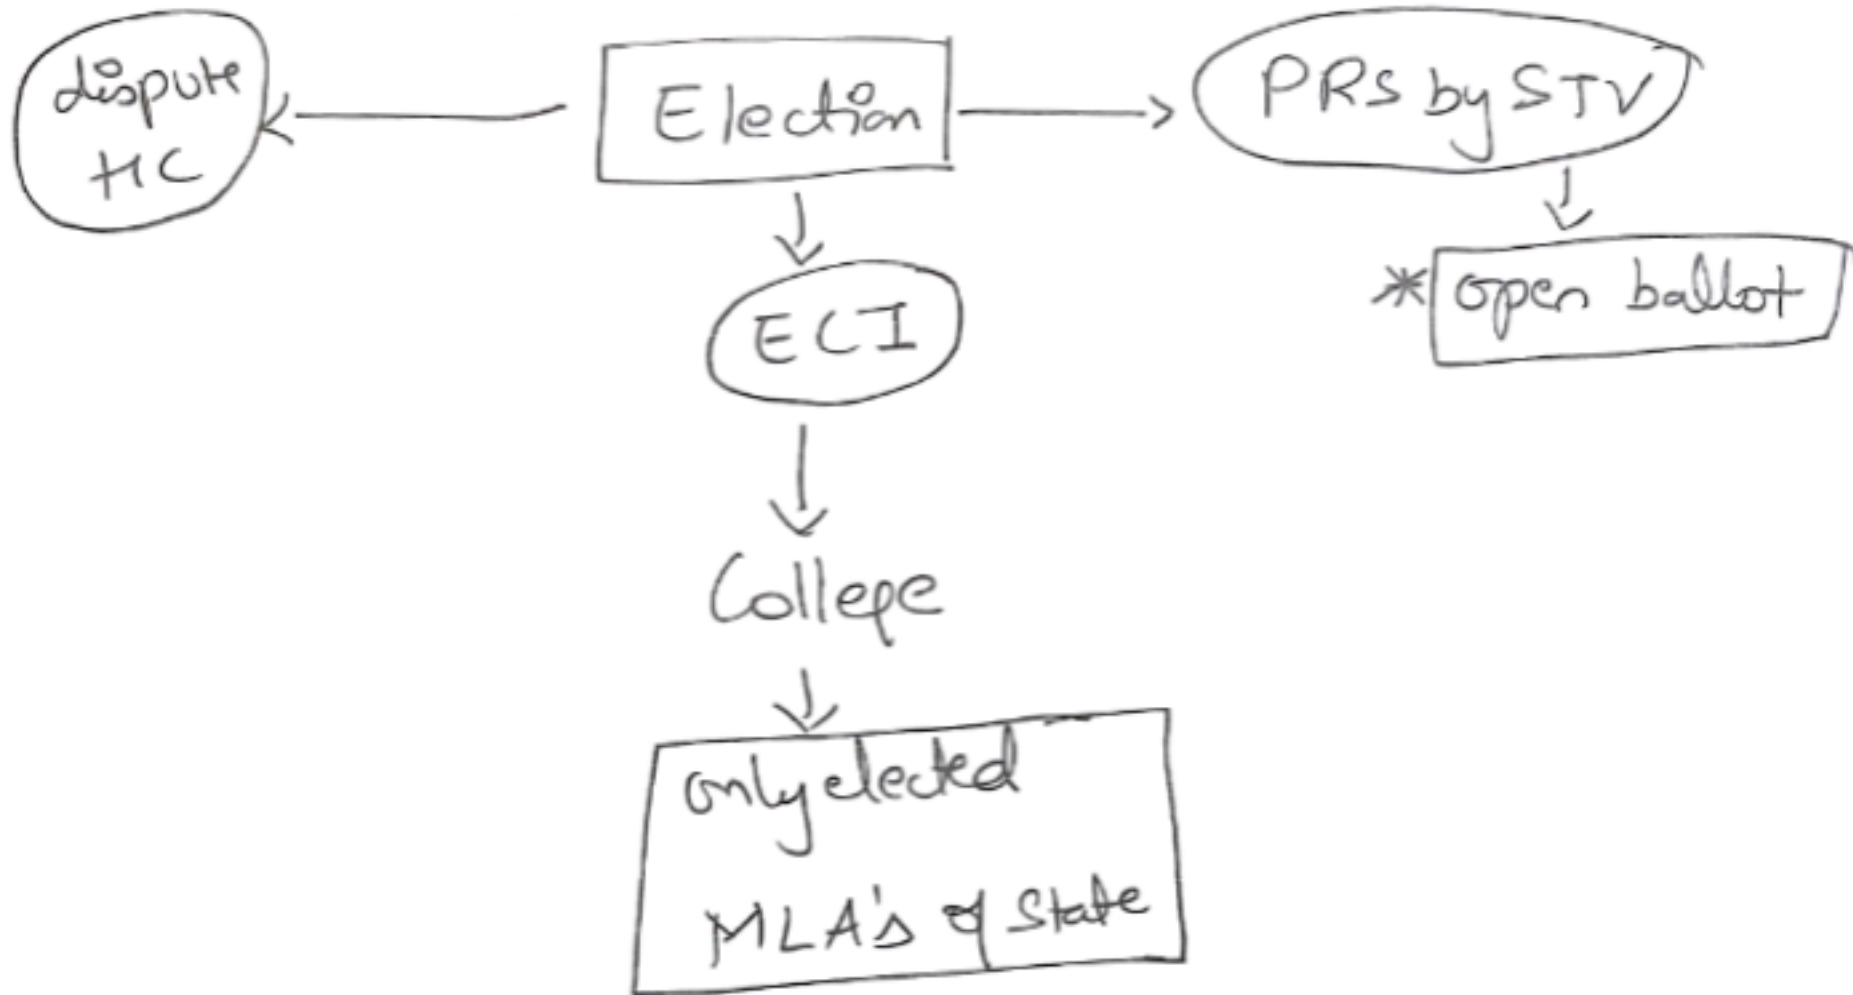 dispute
HC
Election
PRS by STV
* open ballot
ECI
College
only elected
MLA's of State